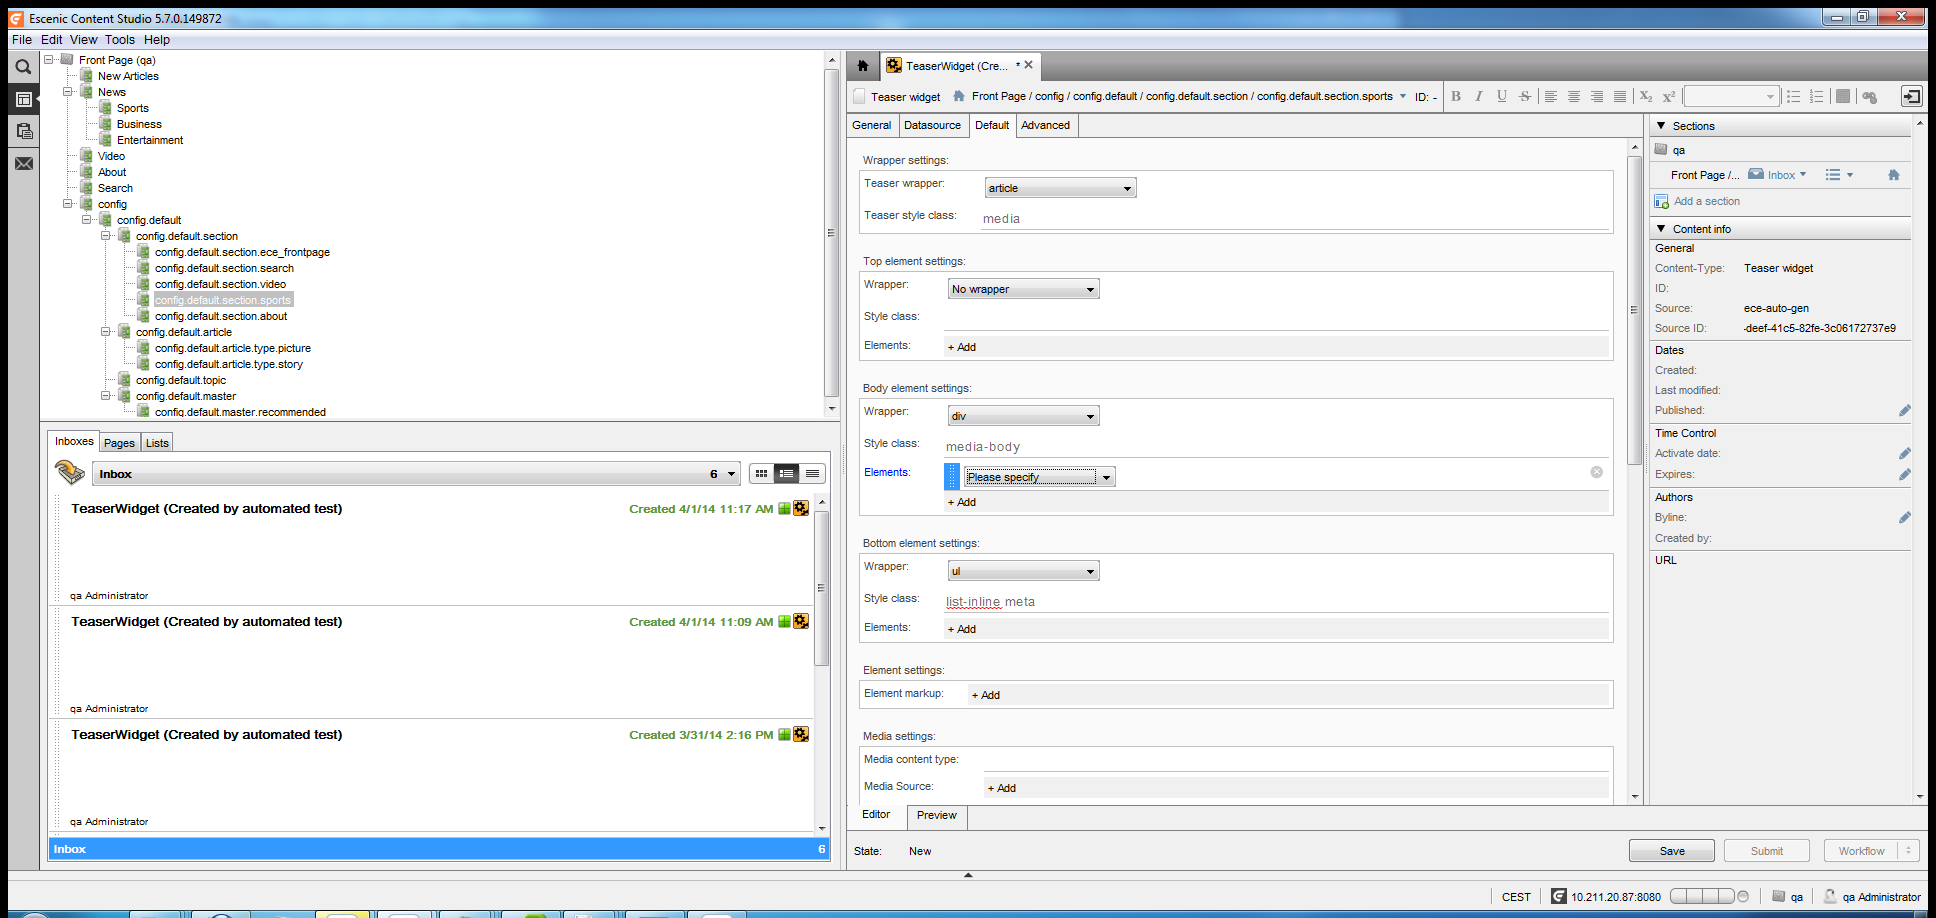 Escenic Content Studio 5.7.0.149872
File Edit View Tools Help
Front Page (qa)
New Articles
News
Sports
Business
Entertainment
Video
About
Search
config
config.default
config.default.section
config.default.section.ece_frontpage
config.default.section.search
config.default.section.video
config.default.section.sports
config.default.section.about
config.default.article
config.default.article.type.picture
config.default.article.type.story
config.default.topic
config.default.master
config.default.master.recommended
Inboxes Pages Lists
Inbox 6
TeaserWidget (Created by automated test) Created 4/1/14 11:17 AM
qa Administrator
TeaserWidget (Created by automated test) Created 4/1/14 11:09 AM
qa Administrator
TeaserWidget (Created by automated test) Created 3/31/14 2:16 PM
qa Administrator
Inbox 6
TeaserWidget (Cre... *
Teaser widget Front Page / config / config.default / config.default.section / config.default.section.sports ID: - B I U S X2 X2
General Datasource Default Advanced
Wrapper settings:
Teaser wrapper: article
Teaser style class: media
Top element settings:
Wrapper: No wrapper
Style class:
Elements: + Add
Body element settings:
Wrapper: div
Style class: media-body
Elements: Please specify
+ Add
Bottom element settings:
Wrapper: ul
Style class: list-inline meta
Elements: + Add
Element settings:
Element markup: + Add
Media settings:
Media content type:
Media Source: + Add
Editor Preview
State: New
Save Submit Workflow
Sections
qa
Front Page /... Inbox
Add a section
Content info
General
Content-Type: Teaser widget
ID:
Source: ece-auto-gen
Source ID: -deef-41c5-82fe-3c06172737e9
Dates
Created:
Last modified:
Published:
Time Control
Activate date:
Expires:
Authors
Byline:
Created by:
URL
CEST 10.211.20.87:8080 qa qa Administrator